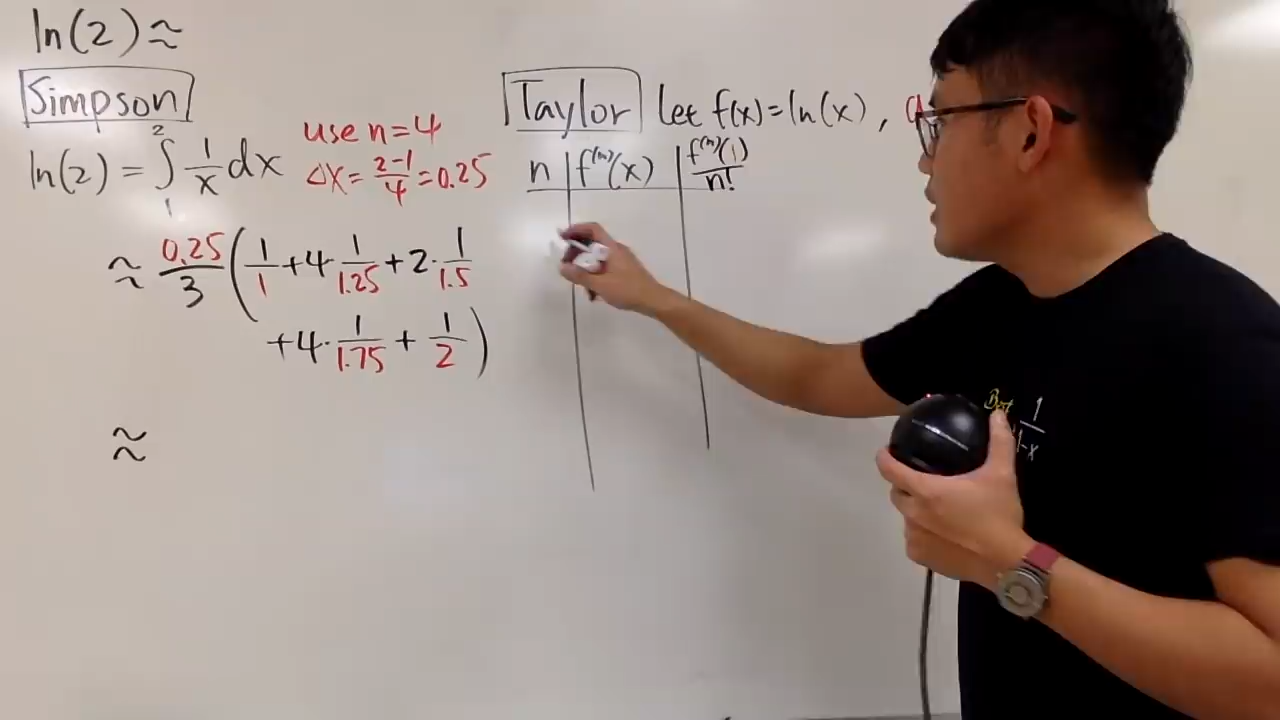 ln(2) ≈
Simpson
ln(2) = ∫₁² 1/x dx
use n=4
Δx = (2-1)/4 = 0.25
≈ 0.25/3 ( 1/1 + 4·1/1.25 + 2·1/1.5
+ 4·1/1.75 + 1/2 )
≈
Taylor
Let f(x) = ln(x),
n | f⁽ⁿ⁾(x) | f⁽ⁿ⁾(1)/n!